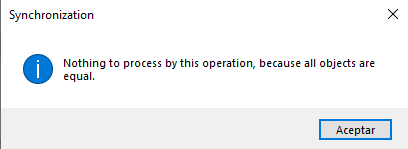 Synchronization
Nothing to process by this operation, because all objects are
equal.
Aceptar